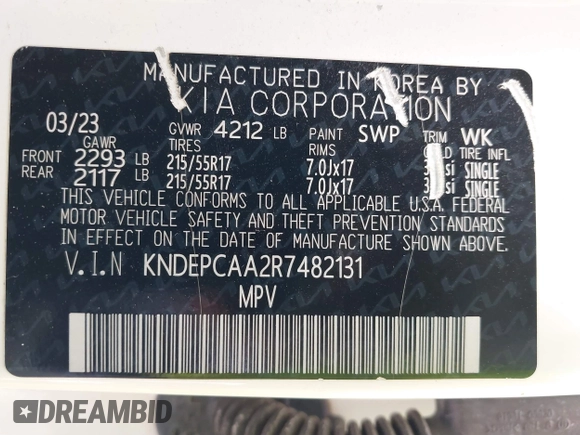 MANUFACTURED IN KOREA BY
KIA CORPORATION
03/23 GVWR 4212 LB PAINT SWP TRIM WK
GAWR TIRES RIMS TIRE INFL
FRONT 2293 LB 215/55R17 7.0Jx17 SINGLE
REAR 2117 LB 215/55R17 7.0Jx17 SINGLE
THIS VEHICLE CONFORMS TO ALL APPLICABLE U.S.A. FEDERAL
MOTOR VEHICLE SAFETY AND THEFT PREVENTION STANDARDS
IN EFFECT ON THE DATE OF MANUFACTURE SHOWN ABOVE.
V.I.N KNDEPCAA2R7482131
MPV
DREAMBID